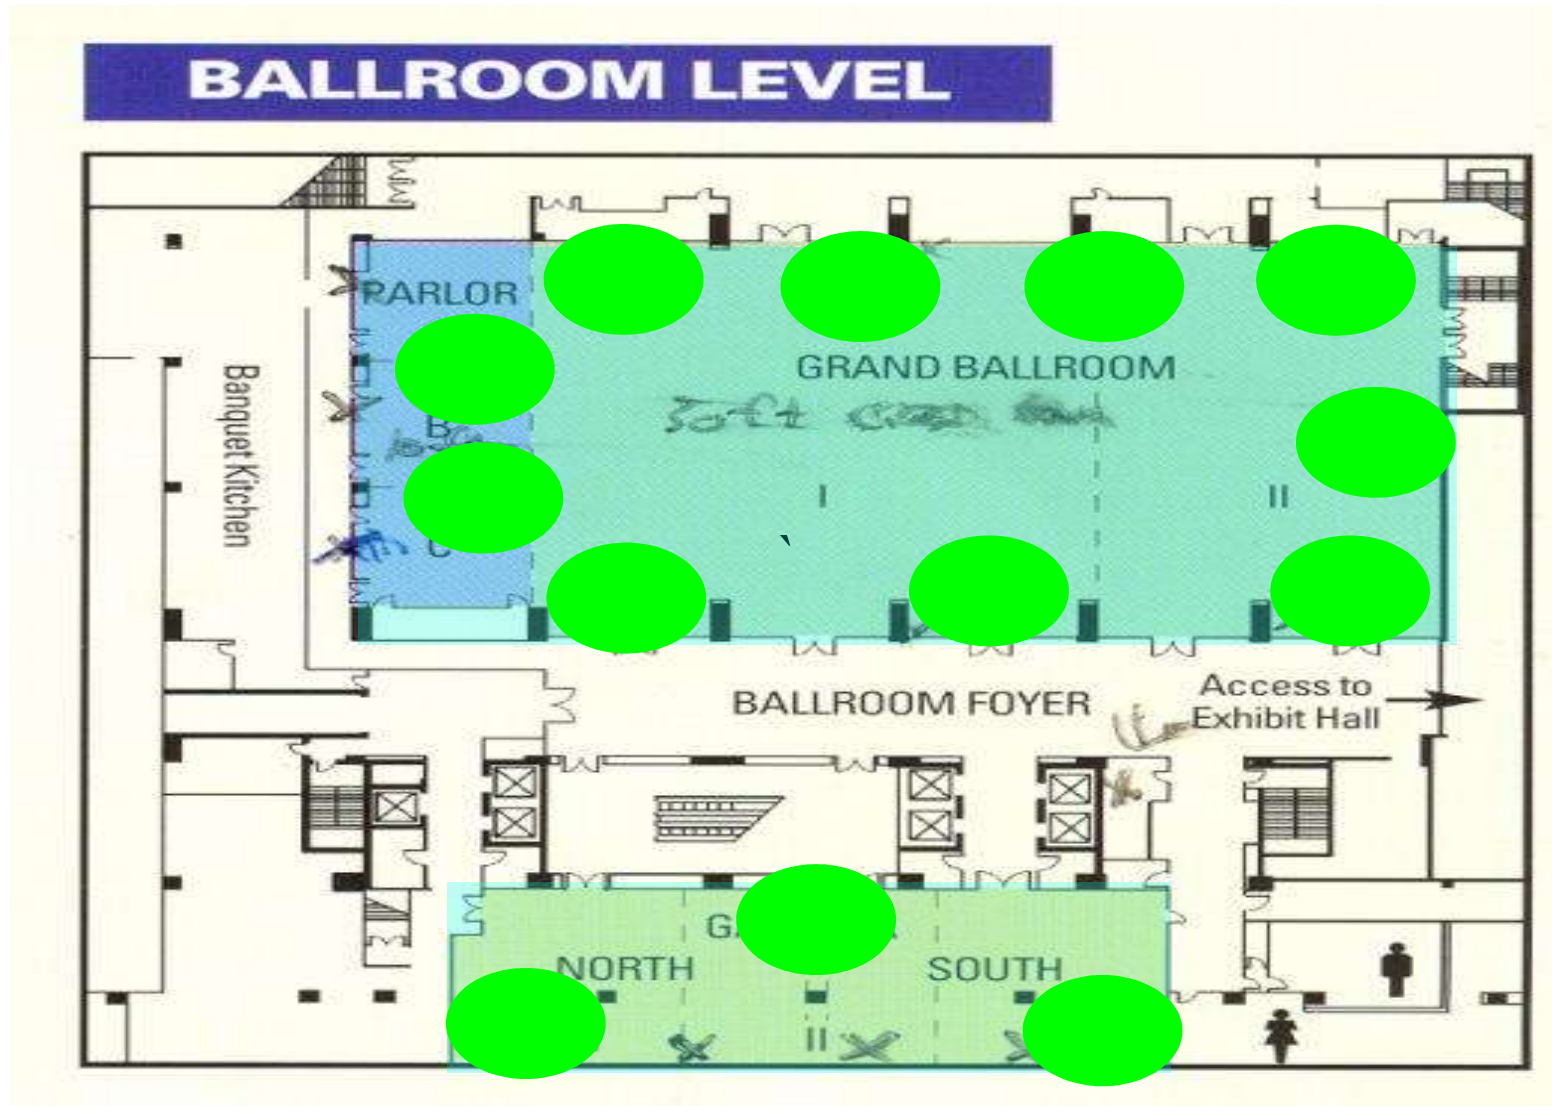 BALLROOM LEVEL
PARLOR
GRAND BALLROOM
Banquet Kitchen
B
I
II
C
BALLROOM FOYER
Access to
Exhibit Hall
NORTH
SOUTH
II